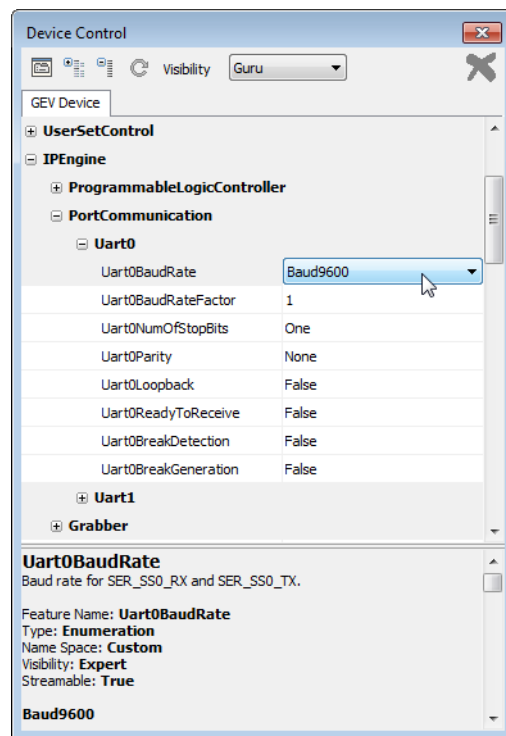 Device Control
Visibility Guru
GEV Device
UserSetControl
IPEngine
ProgrammableLogicController
PortCommunication
Uart0
Uart0BaudRate Baud9600
Uart0BaudRateFactor 1
Uart0NumOfStopBits One
Uart0Parity None
Uart0Loopback False
Uart0ReadyToReceive False
Uart0BreakDetection False
Uart0BreakGeneration False
Uart1
Grabber
Uart0BaudRate
Baud rate for SER_SS0_RX and SER_SS0_TX.
Feature Name: Uart0BaudRate
Type: Enumeration
Name Space: Custom
Visibility: Expert
Streamable: True
Baud9600